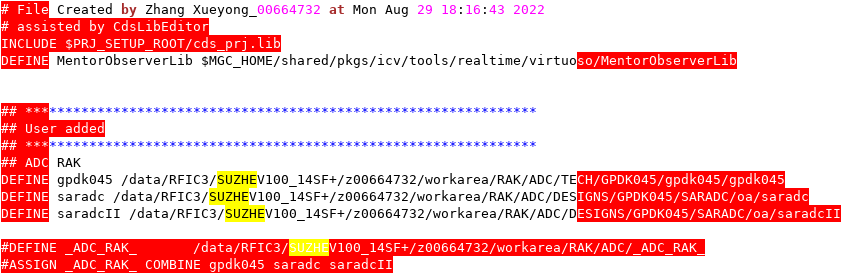 # File Created by Zhang Xueyong_00664732 at Mon Aug 29 18:16:43 2022
# assisted by CdsLibEditor
INCLUDE $PRJ_SETUP_ROOT/cds_prj.lib
DEFINE MentorObserverLib $MGC_HOME/shared/pkgs/icv/tools/realtime/virtuoso/MentorObserverLib
## ****************************************************************
## User added
## ****************************************************************
## ADC RAK
DEFINE gpdk045 /data/RFIC3/SUZHEV100_14SF+/z00664732/workarea/RAK/ADC/TECH/GPDK045/gpdk045/gpdk045
DEFINE saradc /data/RFIC3/SUZHEV100_14SF+/z00664732/workarea/RAK/ADC/DESIGNS/GPDK045/SARADC/oa/saradc
DEFINE saradcII /data/RFIC3/SUZHEV100_14SF+/z00664732/workarea/RAK/ADC/DESIGNS/GPDK045/SARADC/oa/saradcII
#DEFINE _ADC_RAK_       /data/RFIC3/SUZHEV100_14SF+/z00664732/workarea/RAK/ADC/_ADC_RAK_
#ASSIGN _ADC_RAK_ COMBINE gpdk045 saradc saradcII